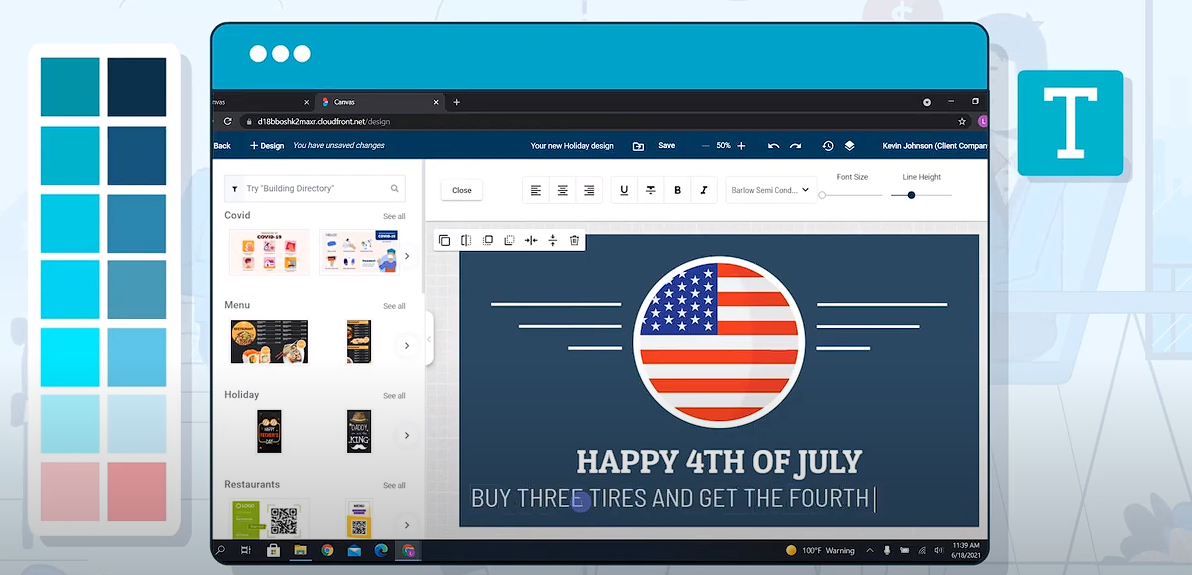 nvas
Canvas
d18bboshk2maxr.cloudfront.net/design
Back
+ Design
You have unsaved changes
Your new Holiday design
Save
50%
Kevin Johnson (Client Compan
L
T
Try "Building Directory"
Close
U
T
B
I
Barlow Semi Cond...
Font Size
Line Height
Covid
See all
COVID-19
Menu
See all
RESTAURANT
Holiday
See all
HAPPY
FATHER'S
DAY
DADDY
KING
Restaurants
See all
LOGO
MENU
HAPPY 4TH OF JULY
BUY THREE TIRES AND GET THE FOURTH
100°F Warning
11:39 AM
6/18/2021